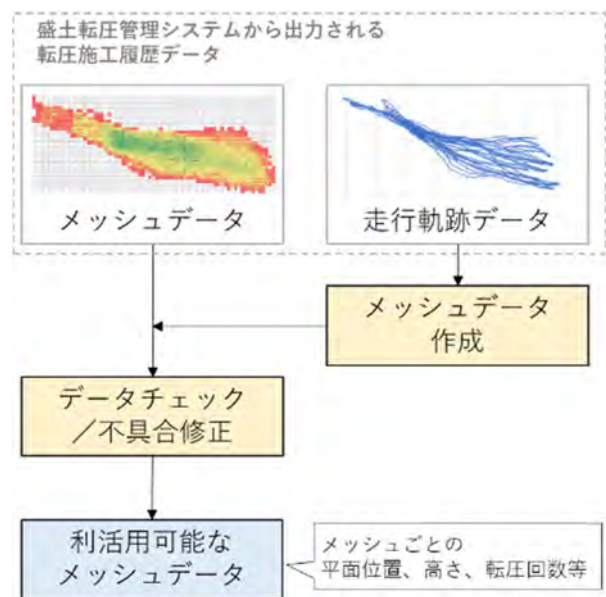 盛土転圧管理システムから出力される
転圧施工履歴データ
メッシュデータ
走行軌跡データ
メッシュデータ
作成
データチェック
／不具合修正
利活用可能な
メッシュデータ
メッシュごとの
平面位置、高さ、転圧回数等